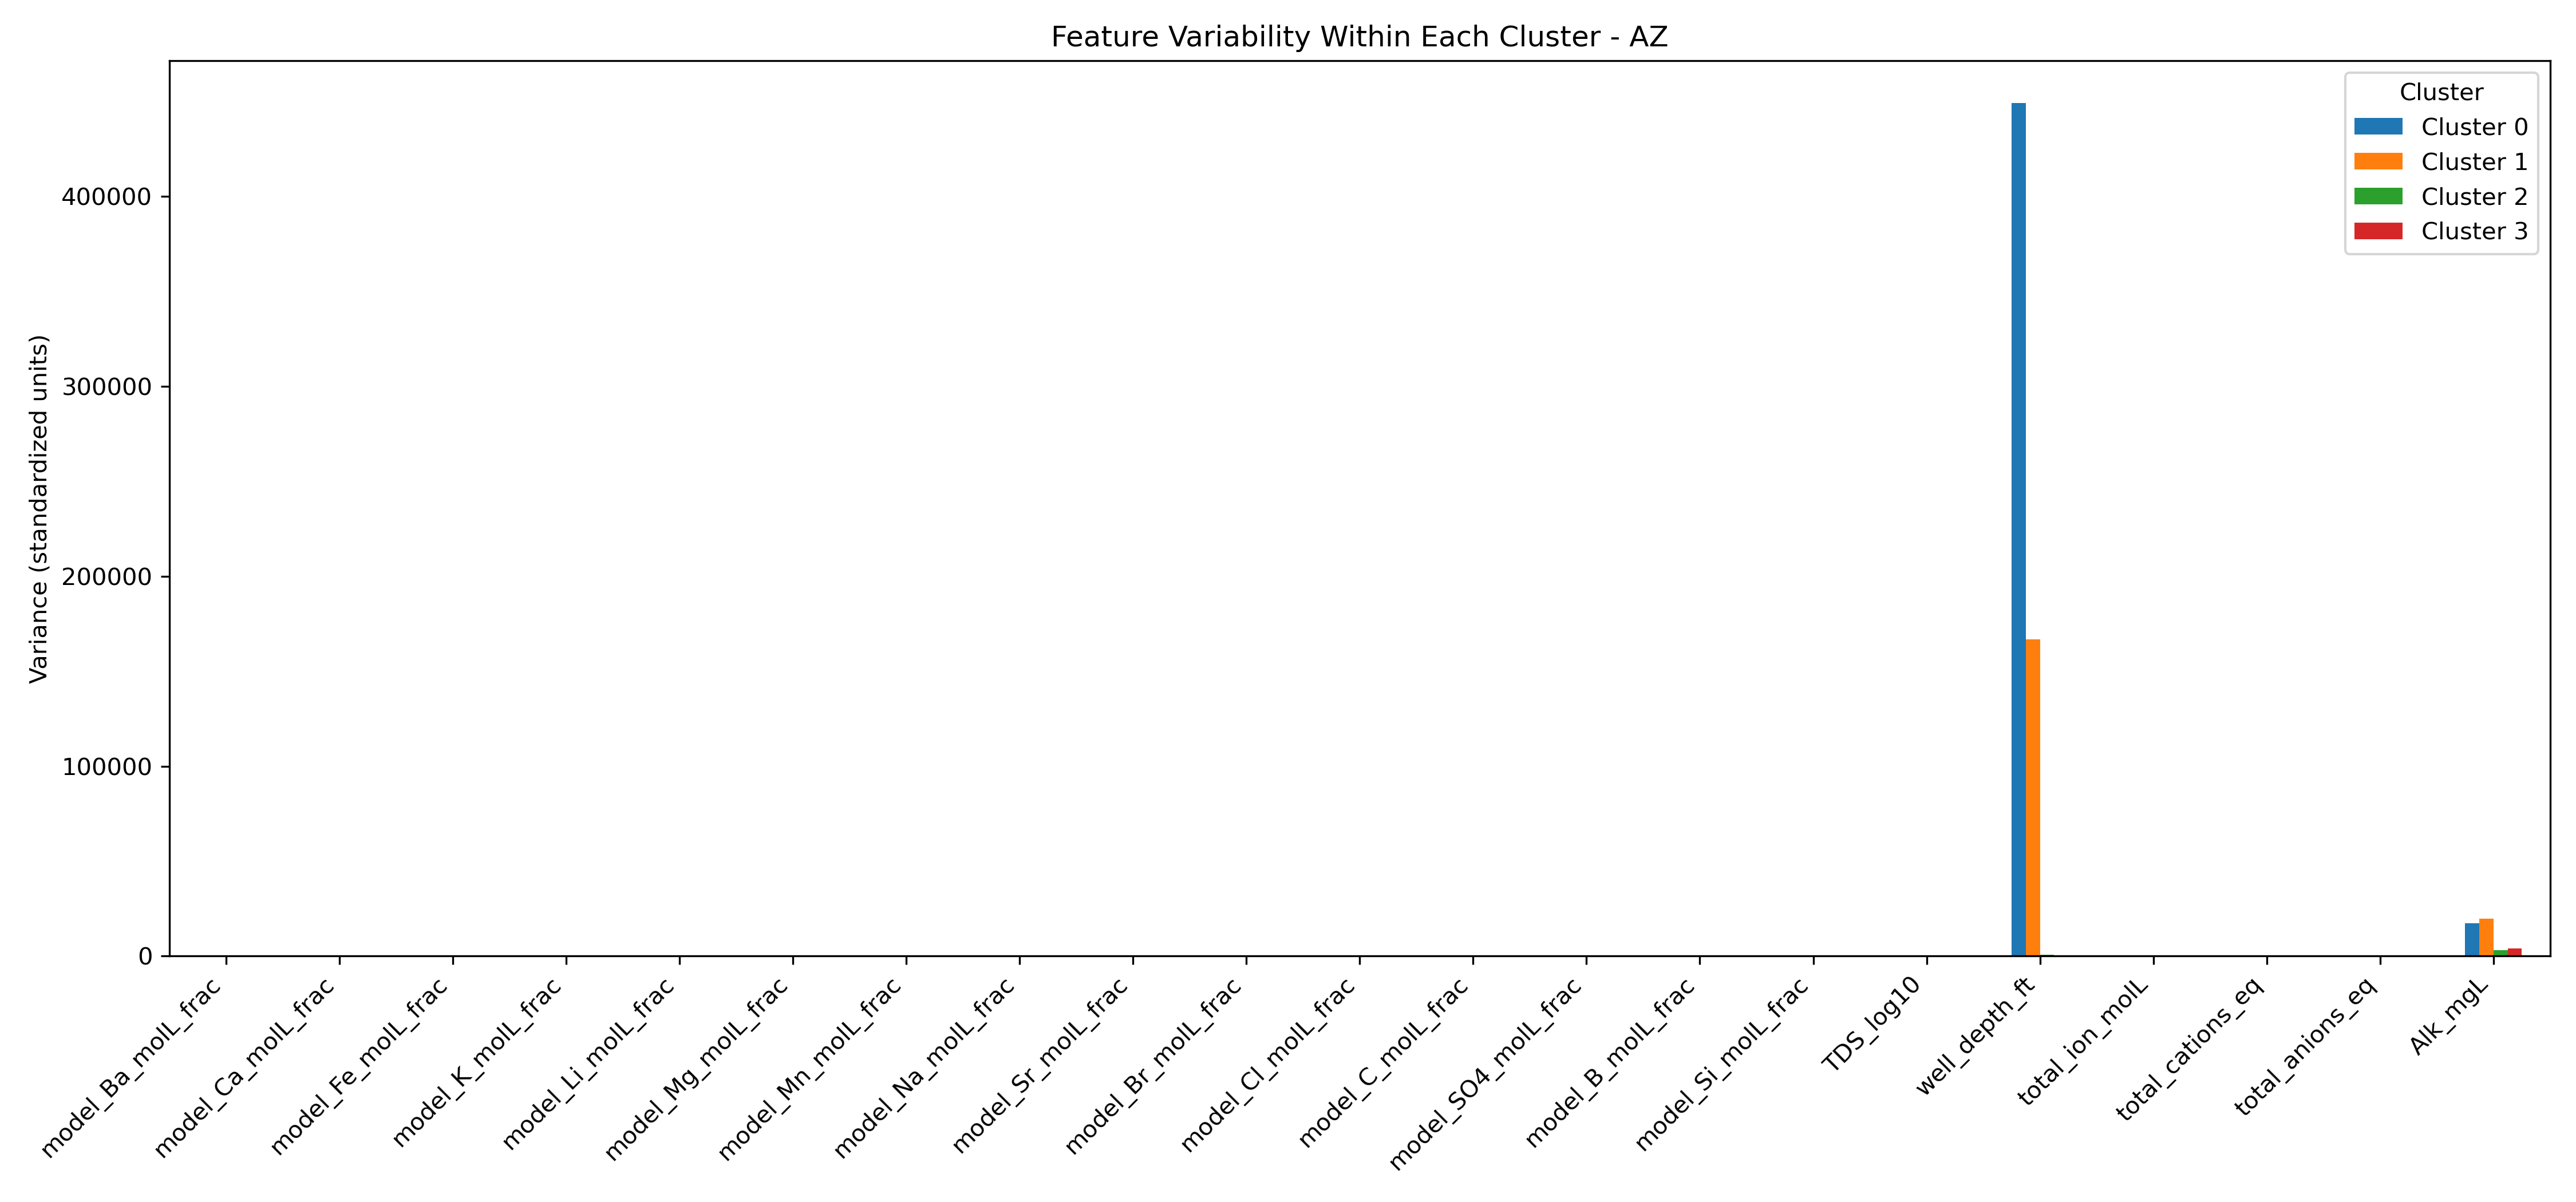 Feature Variability Within Each Cluster - AZ
Cluster
Cluster 0
Cluster 1
Cluster 2
Cluster 3
Variance (standardized units)
400000
300000
200000
100000
0
model_Ba_molL_frac
model_Ca_molL_frac
model_Fe_molL_frac
model_K_molL_frac
model_Li_molL_frac
model_Mg_molL_frac
model_Mn_molL_frac
model_Na_molL_frac
model_Sr_molL_frac
model_Br_molL_frac
model_Cl_molL_frac
model_C_molL_frac
model_SO4_molL_frac
model_B_molL_frac
model_Si_molL_frac
TDS_log10
well_depth_ft
total_ion_molL
total_cations_eq
total_anions_eq
Alk_mgL